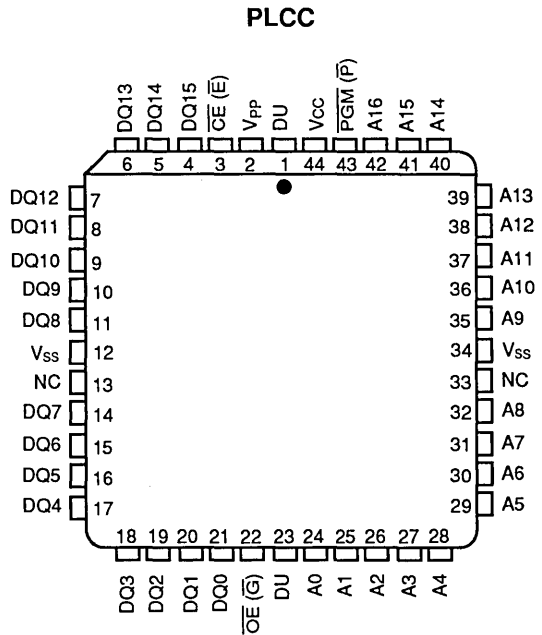 PLCC
DQ13 DQ14 DQ15 CE (E) VPP DU VCC PGM (P) A16 A15 A14
6 5 4 3 2 1 44 43 42 41 40
DQ12 7 39 A13
DQ11 8 38 A12
DQ10 9 37 A11
DQ9 10 36 A10
DQ8 11 35 A9
VSS 12 34 VSS
NC 13 33 NC
DQ7 14 32 A8
DQ6 15 31 A7
DQ5 16 30 A6
DQ4 17 29 A5
18 19 20 21 22 23 24 25 26 27 28
DQ3 DQ2 DQ1 DQ0 OE (G) DU A0 A1 A2 A3 A4